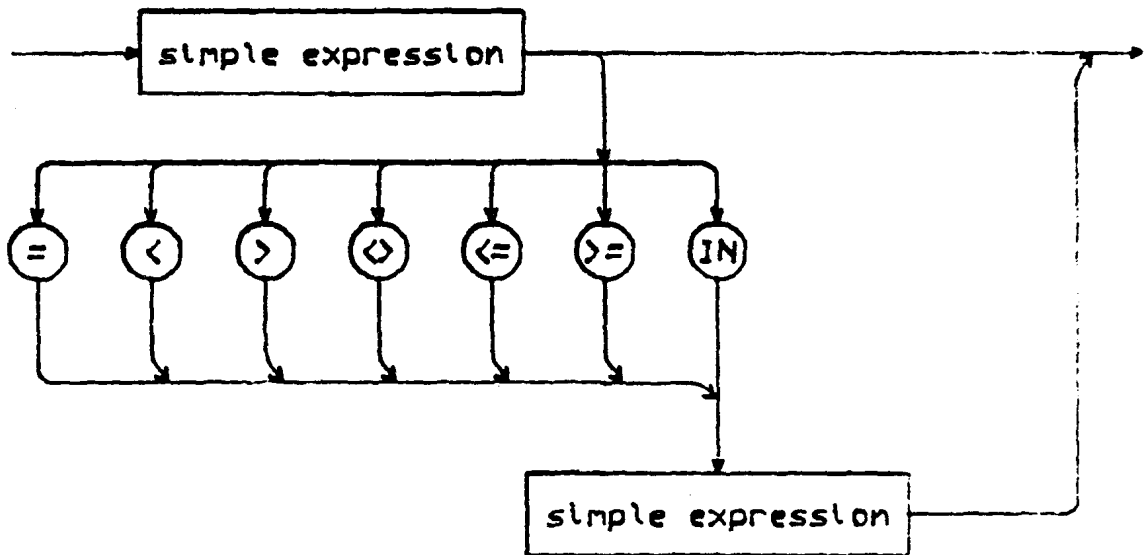 simple expression
= < > <> <= >= IN
simple expression